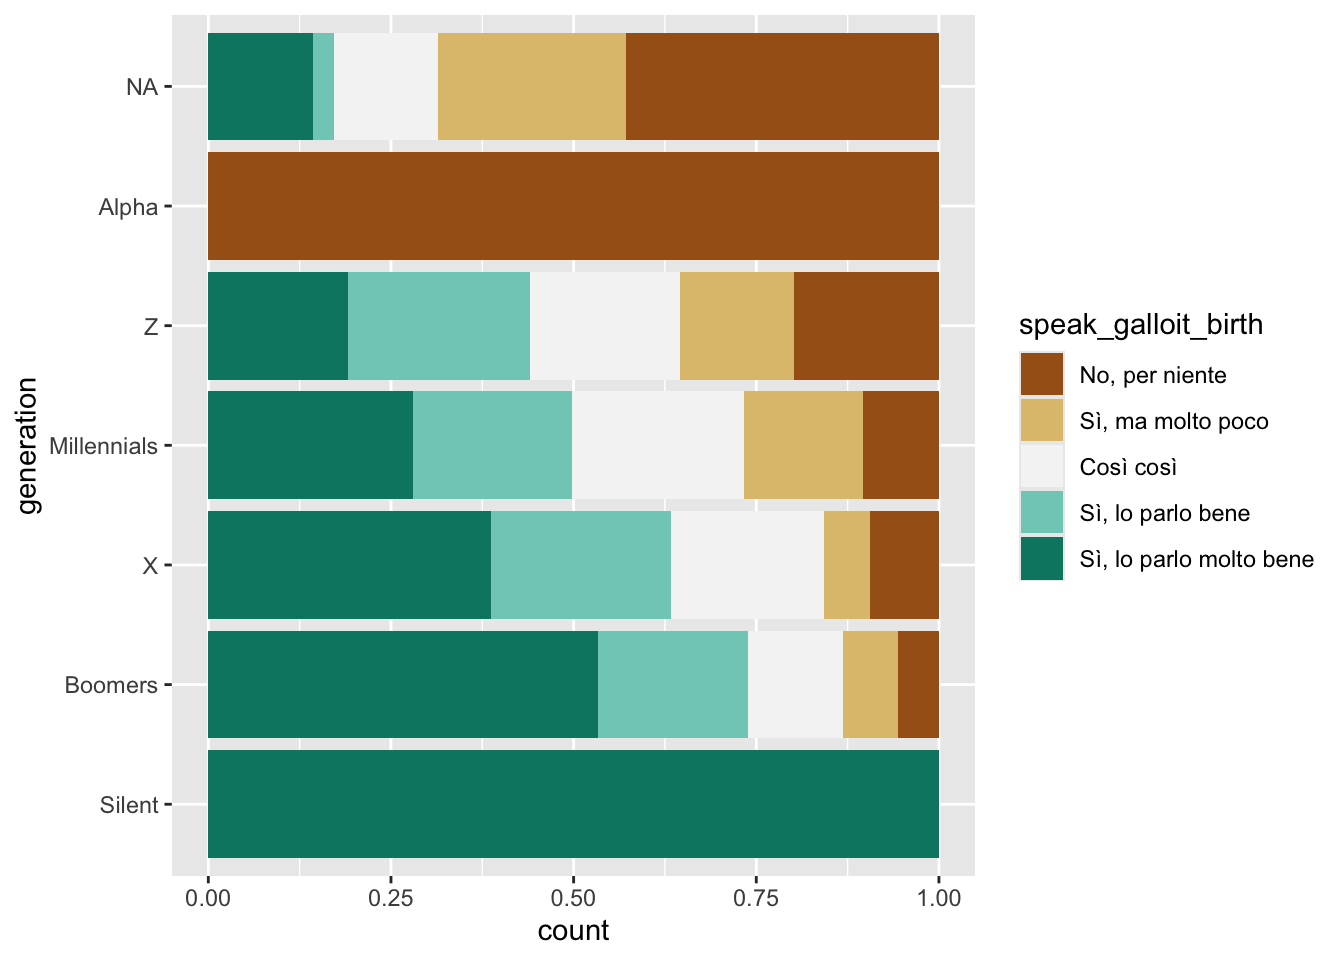 generation
NA
Alpha
Z
Millennials
X
Boomers
Silent
0.00 0.25 0.50 0.75 1.00
count
speak_galloit_birth
No, per niente
Sì, ma molto poco
Così così
Sì, lo parlo bene
Sì, lo parlo molto bene